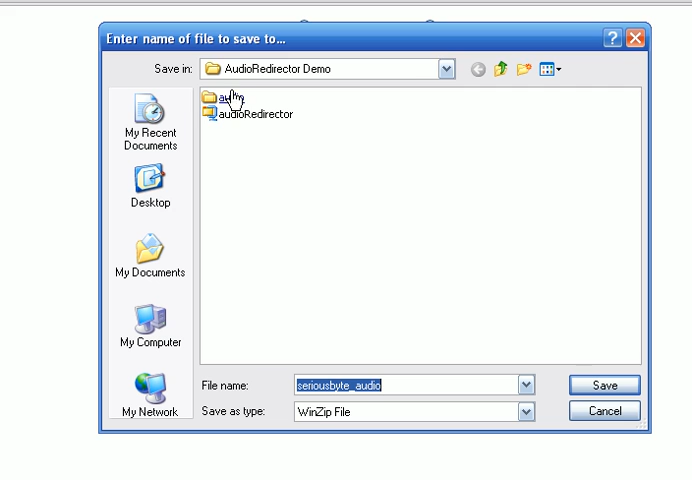 Enter name of file to save to...
Save in:
AudioRedirector Demo
audioRedirector
My Recent
Documents
Desktop
My Documents
My Computer
My Network
File name:
seriousbyte_audio
Save
Save as type:
WinZip File
Cancel